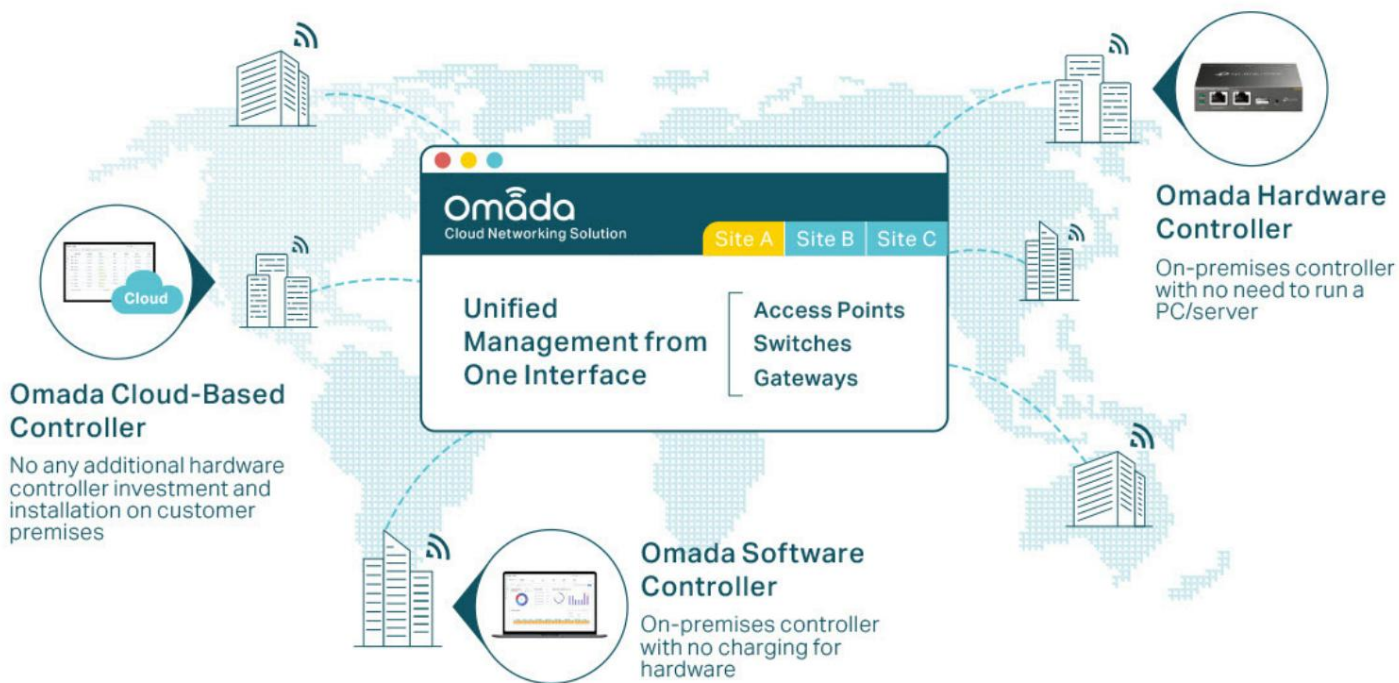 Omada
Cloud Networking Solution
Site A
Site B
Site C
Unified
Management from
One Interface
Access Points
Switches
Gateways
Omada Hardware
Controller
On-premises controller
with no need to run a
PC/server
Cloud
Omada Cloud-Based
Controller
No any additional hardware
controller investment and
installation on customer
premises
Omada Software
Controller
On-premises controller
with no charging for
hardware